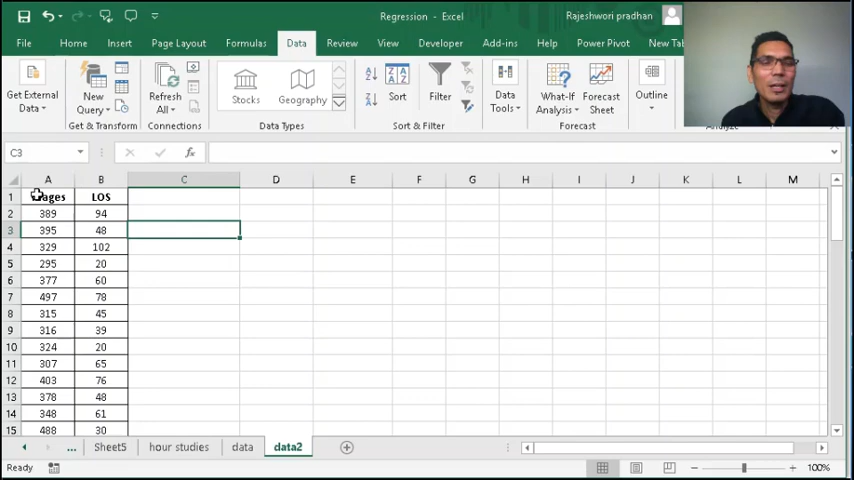 Regression - Excel
Rajeshwori pradhan
File Home Insert Page Layout Formulas Data Review View Developer Add-ins Help Power Pivot New Tab
Get External Data
New Query
Refresh All
Stocks
Geography
Sort
Filter
Data Tools
What-If Analysis
Forecast Sheet
Outline
Get & Transform
Connections
Data Types
Sort & Filter
Forecast
C3
fx
A B C D E F G H I J K L M
1 ages LOS
2 389 94
3 395 48
4 329 102
5 295 20
6 377 60
7 497 78
8 315 45
9 316 39
10 324 20
11 307 65
12 403 76
13 378 48
14 348 61
15 488 30
... Sheet5 hour studies data data2
Ready
100%